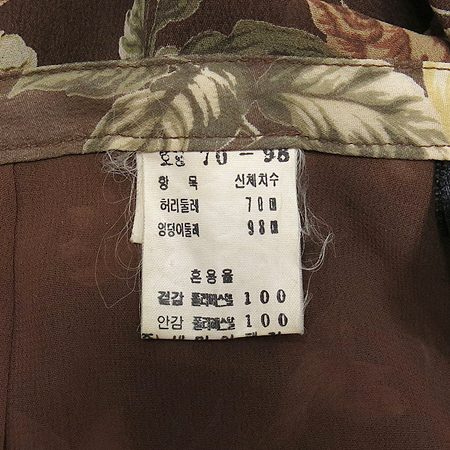 호칭 70-98
항 목 신체치수
허리둘레 70㎝
엉덩이둘레 98㎝
혼용율
겉감 폴리에스텔 100
안감 폴리에스텔 100